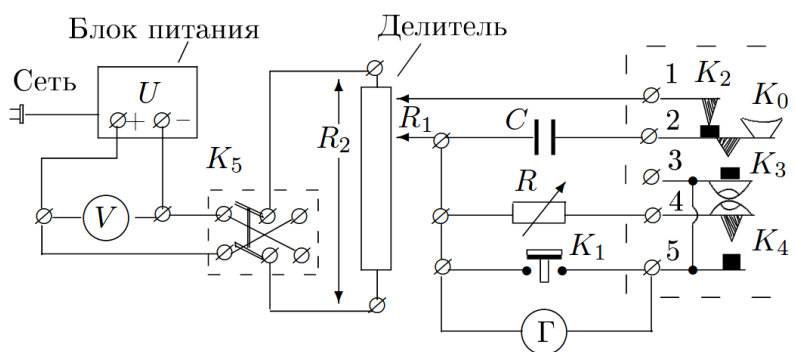 Блок питания
Делитель
Сеть
U
+
−
1
K₂
K₀
R₁
C
2
K₅
R₂
3
K₃
R
4
V
K₁
5
K₄
Г